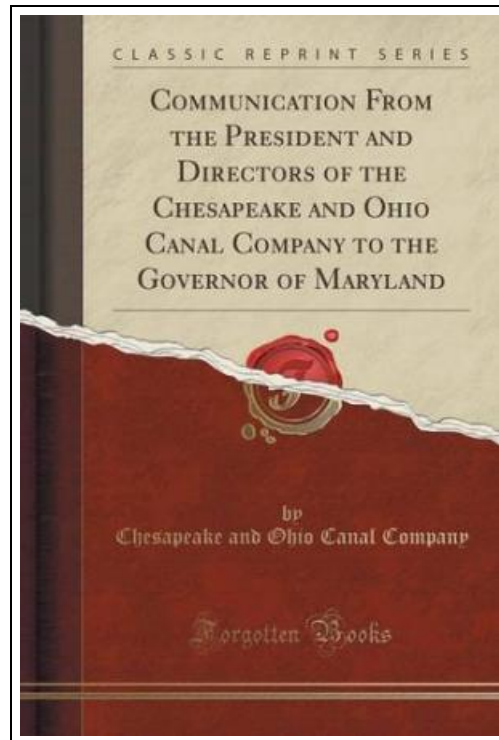 CLASSIC REPRINT SERIES
COMMUNICATION FROM
THE PRESIDENT AND
DIRECTORS OF THE
CHESAPEAKE AND OHIO
CANAL COMPANY TO THE
GOVERNOR OF MARYLAND
by
Chesapeake and Ohio Canal Company
Forgotten Books